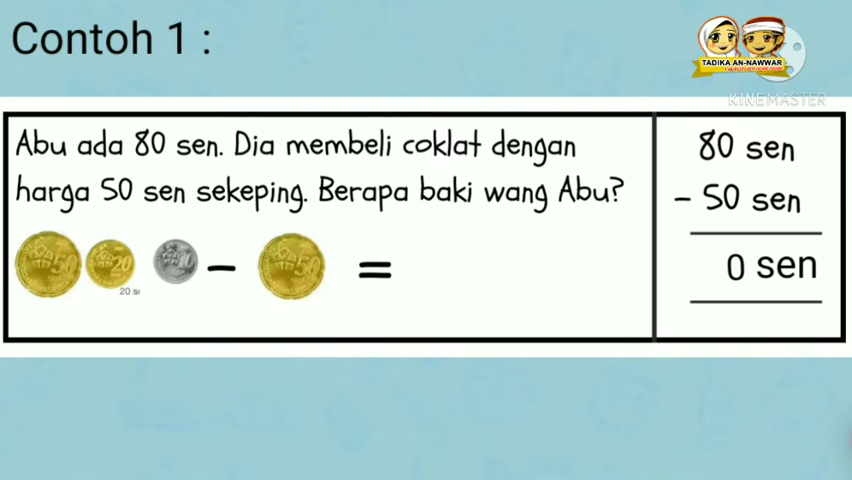 Contoh 1 :
TADIKA AN-NAWWAR
KINEMASTER
Abu ada 80 sen. Dia membeli coklat dengan
harga 50 sen sekeping. Berapa baki wang Abu?
50 20 10 – 50 =
20 se
80 sen
– 50 sen
0 sen